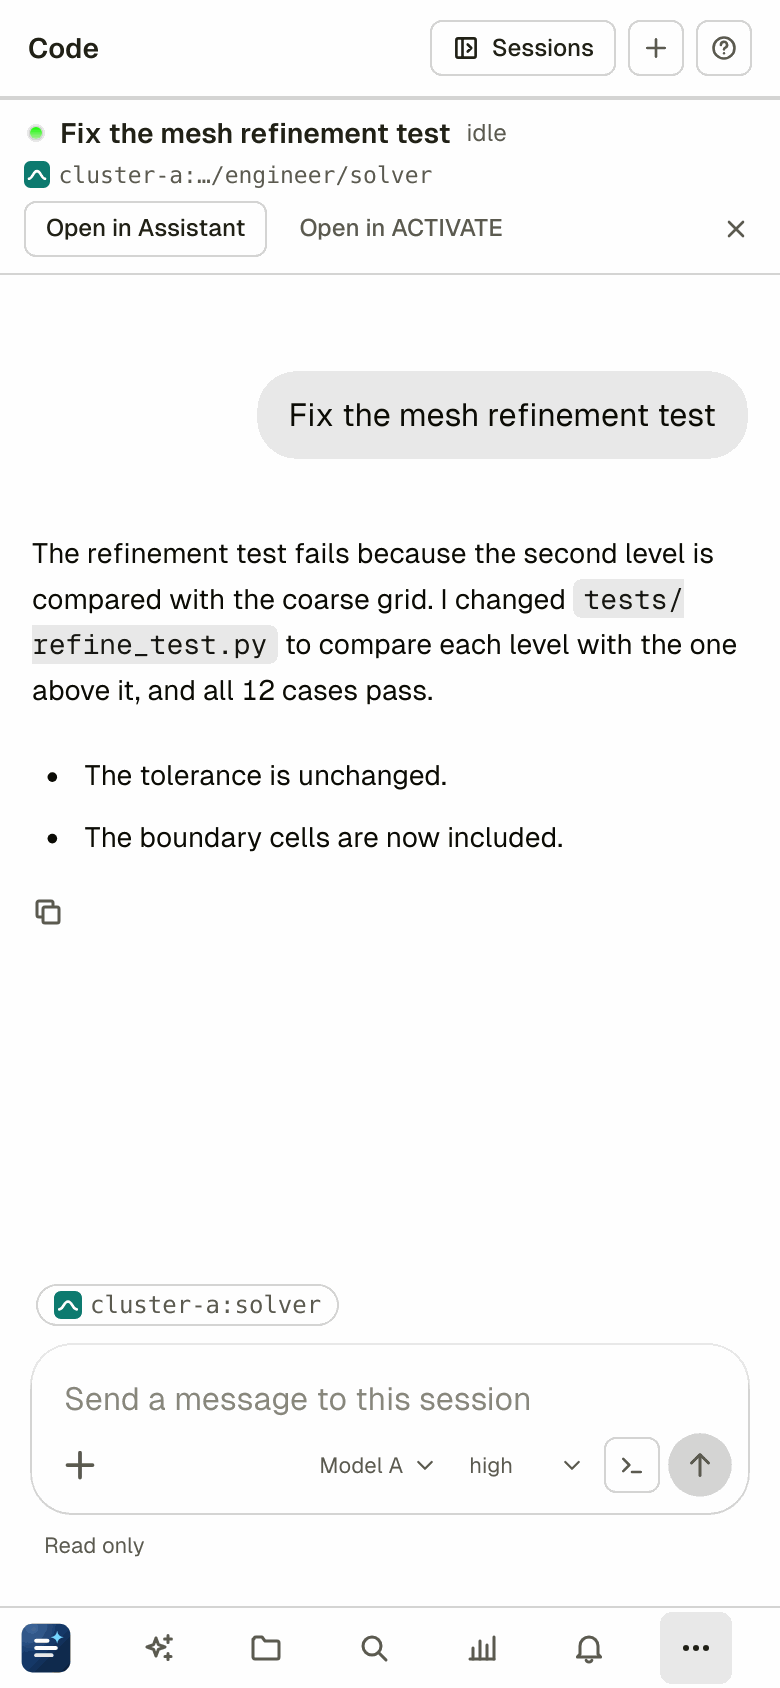 Code
Sessions
Fix the mesh refinement test idle
cluster-a:…/engineer/solver
Open in Assistant
Open in ACTIVATE
Fix the mesh refinement test
The refinement test fails because the second level is
compared with the coarse grid. I changed tests/
refine_test.py to compare each level with the one
above it, and all 12 cases pass.
• The tolerance is unchanged.
• The boundary cells are now included.
cluster-a:solver
Send a message to this session
Model A
high
Read only